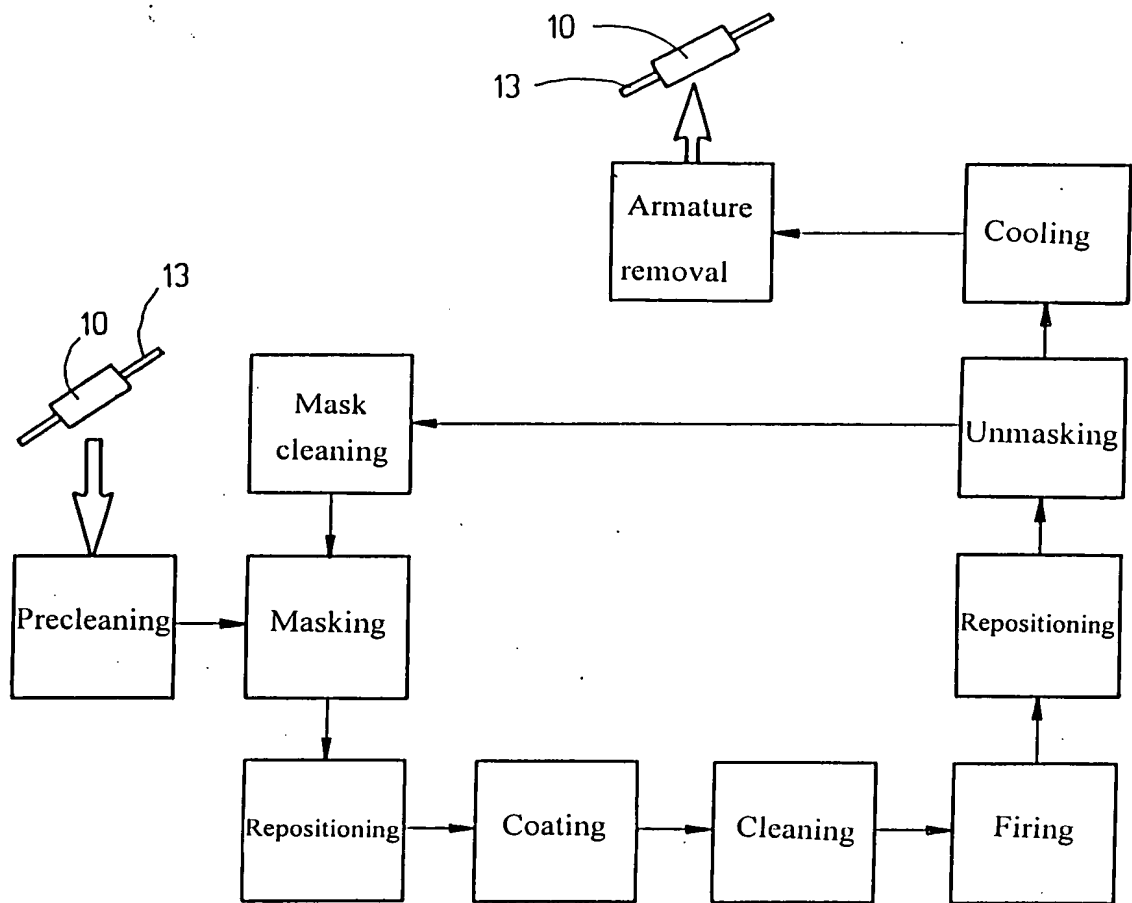 10
13
Armature
removal
Cooling
13
10
Mask
cleaning
Unmasking
Precleaning
Masking
Repositioning
Repositioning
Coating
Cleaning
Firing